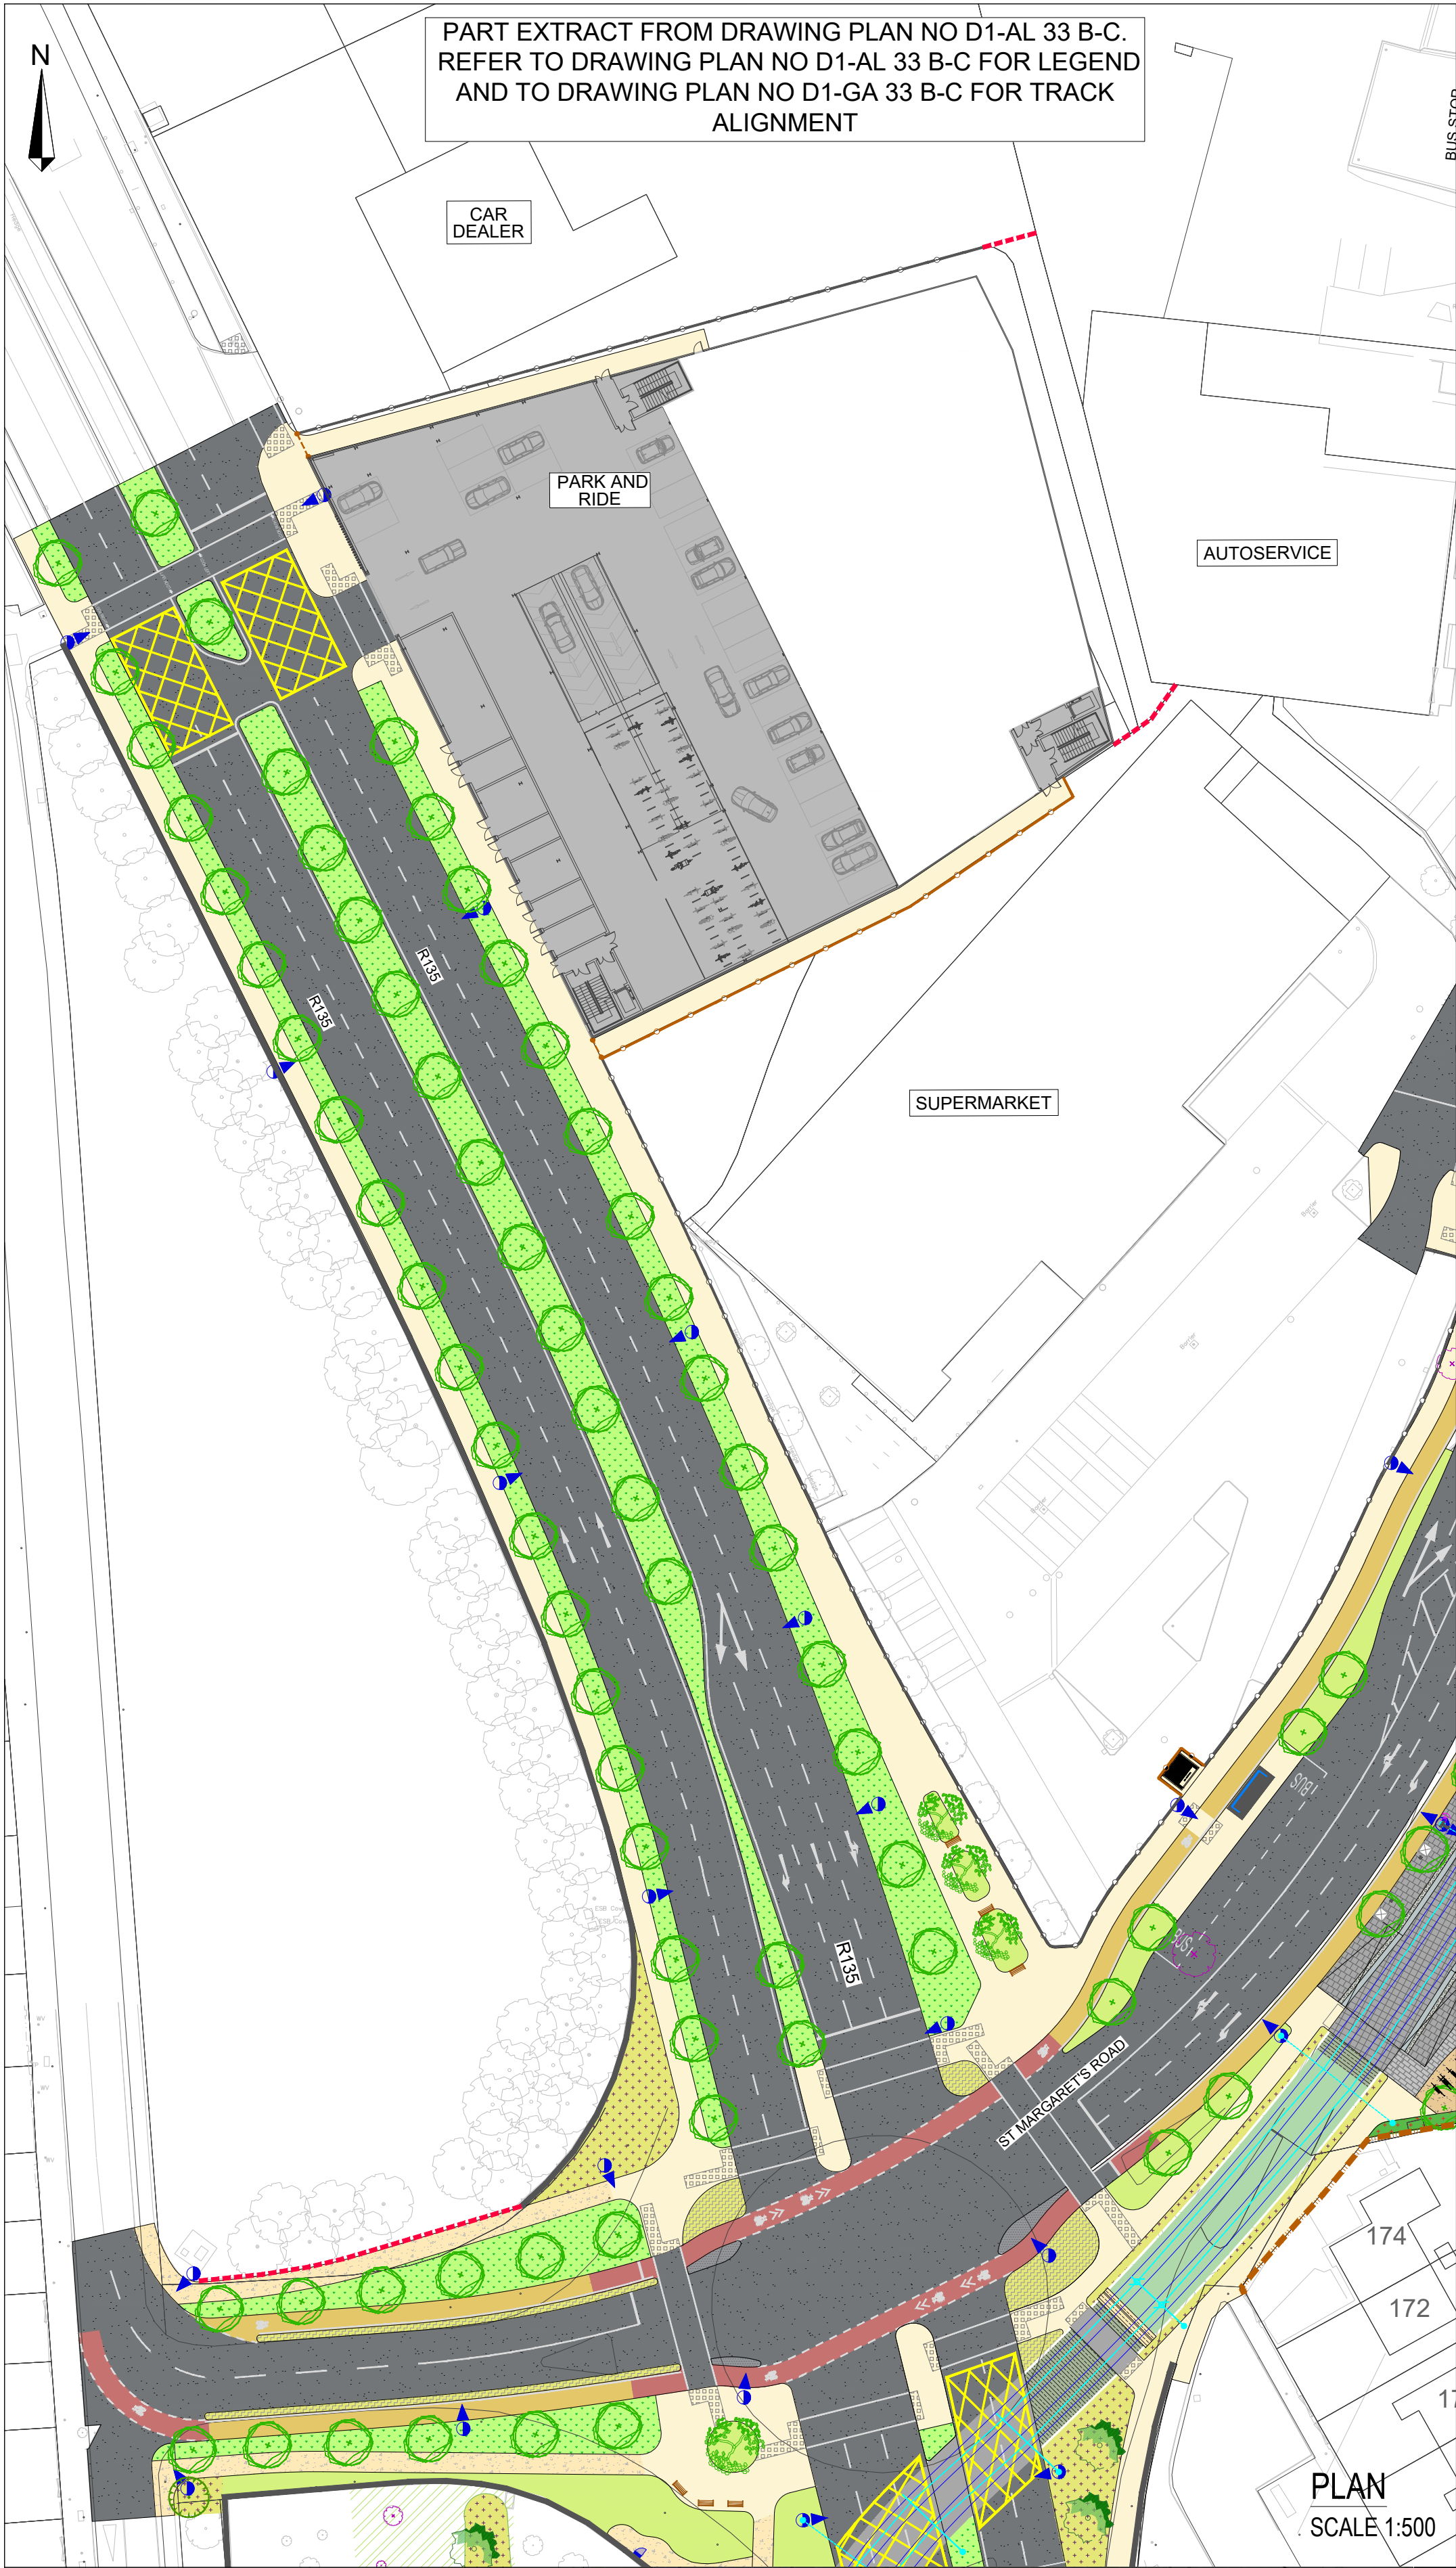 PART EXTRACT FROM DRAWING PLAN NO D1-AL 33 B-C.
REFER TO DRAWING PLAN NO D1-AL 33 B-C FOR LEGEND
AND TO DRAWING PLAN NO D1-GA 33 B-C FOR TRACK
ALIGNMENT
N
BUS STOP
CAR
DEALER
PARK AND
RIDE
AUTOSERVICE
R135
R135
SUPERMARKET
BUS
BUS
R135
ST MARGARET'S ROAD
174
172
PLAN
SCALE 1:500